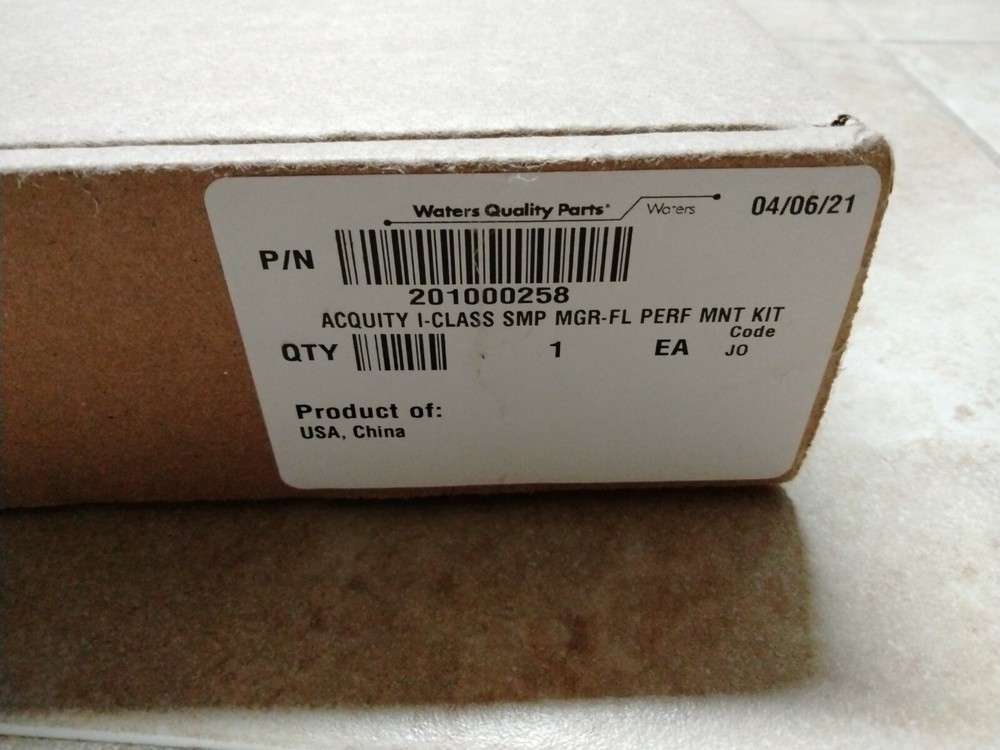 Waters Quality Parts® Waters 04/06/21
P/N
201000258
ACQUITY I-CLASS SMP MGR-FL PERF MNT KIT
Code
QTY 1 EA JO
Product of:
USA, China